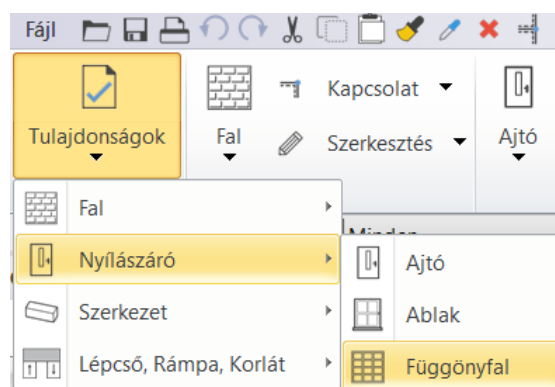 Fájl
Kapcsolat
Tulajdonságok Fal Szerkesztés Ajtó
Fal
Minden
Nyílászáró Ajtó
Szerkezet Ablak
Lépcső, Rámpa, Korlát Függönyfal